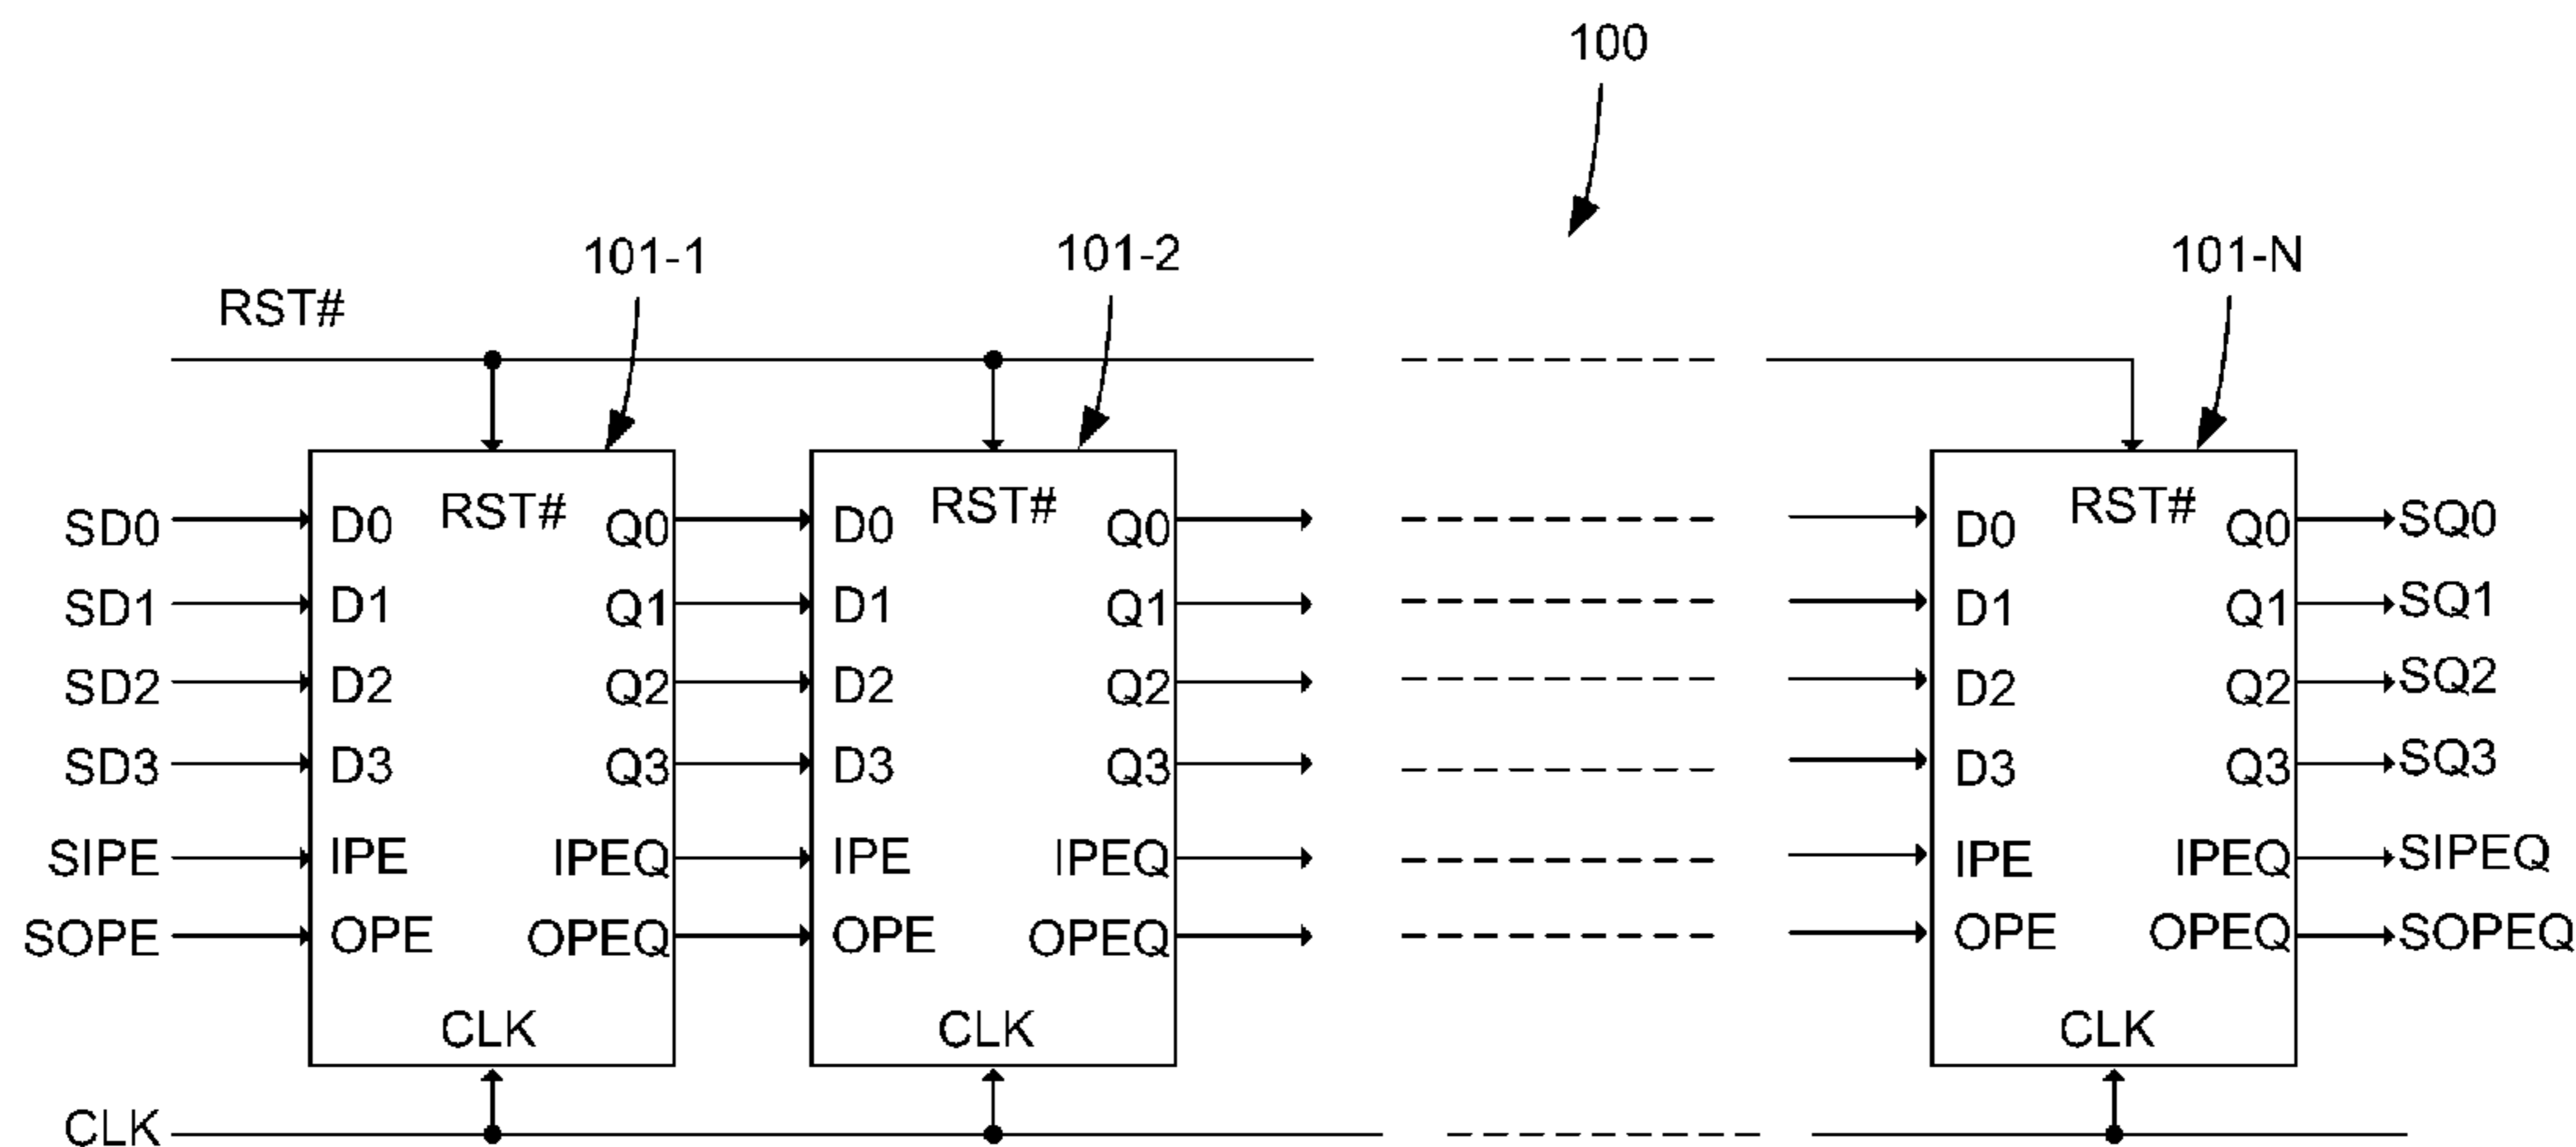 100
101-1 101-2 101-N
RST#
RST# RST# RST#
SD0 D0 Q0 D0 Q0 D0 Q0 SQ0
SD1 D1 Q1 D1 Q1 D1 Q1 SQ1
SD2 D2 Q2 D2 Q2 D2 Q2 SQ2
SD3 D3 Q3 D3 Q3 D3 Q3 SQ3
SIPE IPE IPEQ IPE IPEQ IPE IPEQ SIPEQ
SOPE OPE OPEQ OPE OPEQ OPE OPEQ SOPEQ
CLK CLK CLK
CLK